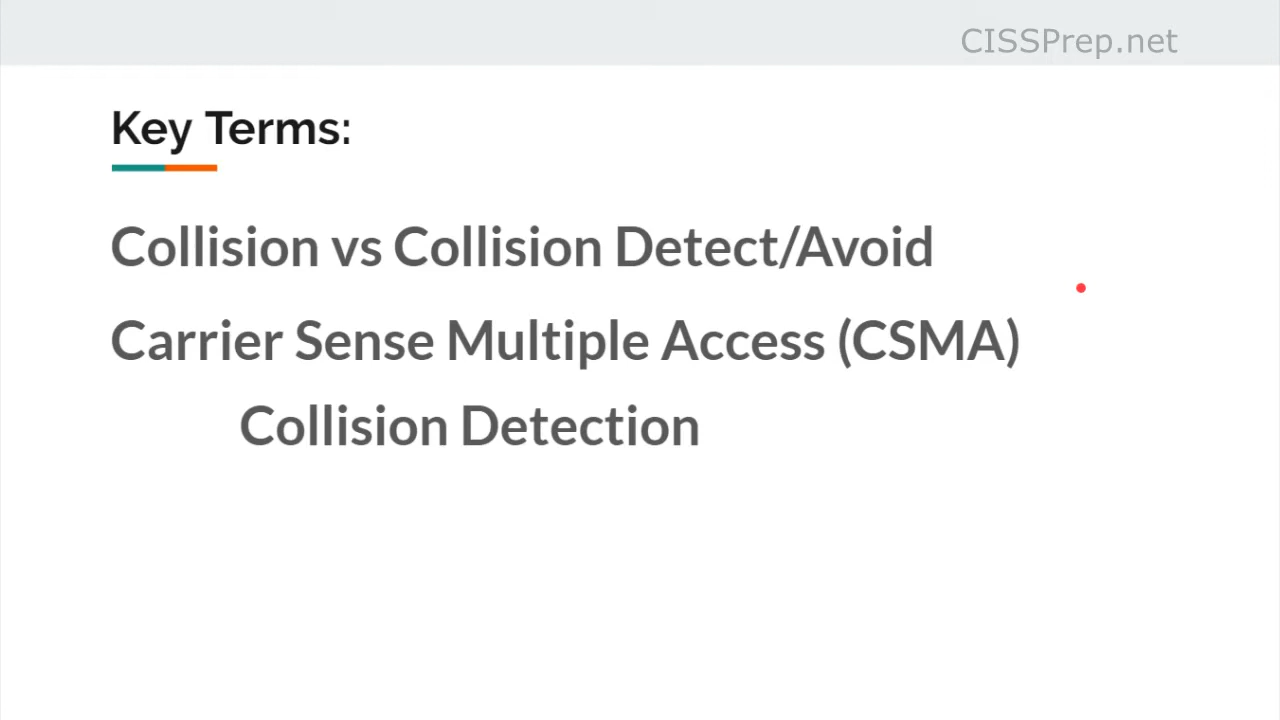 CISSPrep.net
Key Terms:
Collision vs Collision Detect/Avoid
Carrier Sense Multiple Access (CSMA)
Collision Detection